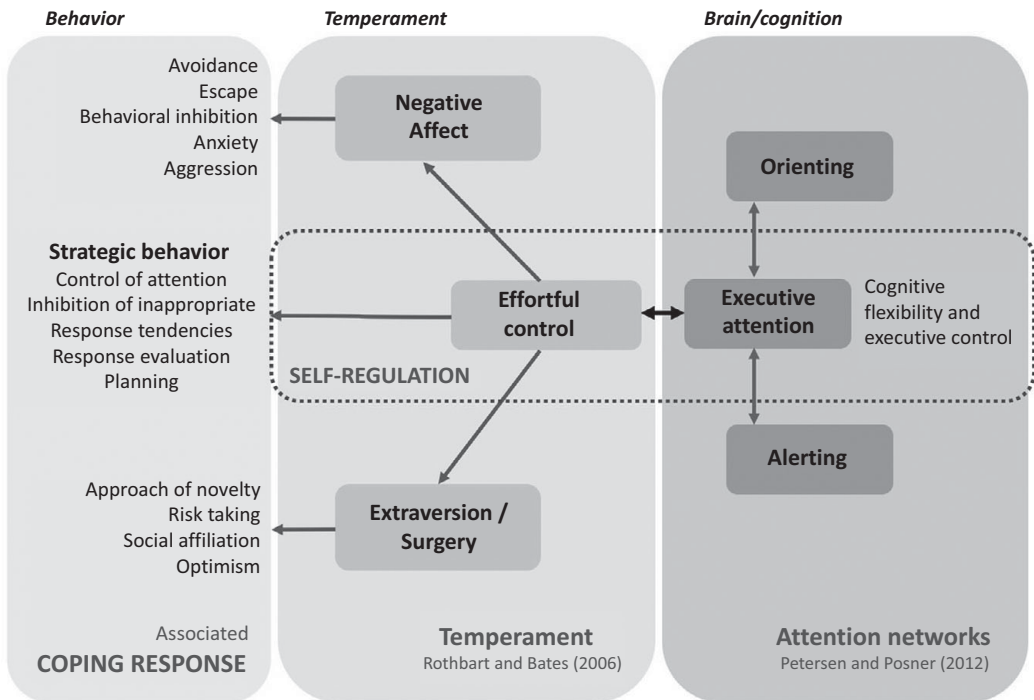 Behavior
Temperament
Brain/cognition
Avoidance
Escape
Behavioral inhibition
Anxiety
Aggression
Negative
Affect
Orienting
Strategic behavior
Control of attention
Inhibition of inappropriate
Response tendencies
Response evaluation
Planning
Effortful
control
Executive
attention
Cognitive
flexibility and
executive control
SELF-REGULATION
Alerting
Approach of novelty
Risk taking
Social affiliation
Optimism
Extraversion /
Surgery
Associated
COPING RESPONSE
Temperament
Rothbart and Bates (2006)
Attention networks
Petersen and Posner (2012)